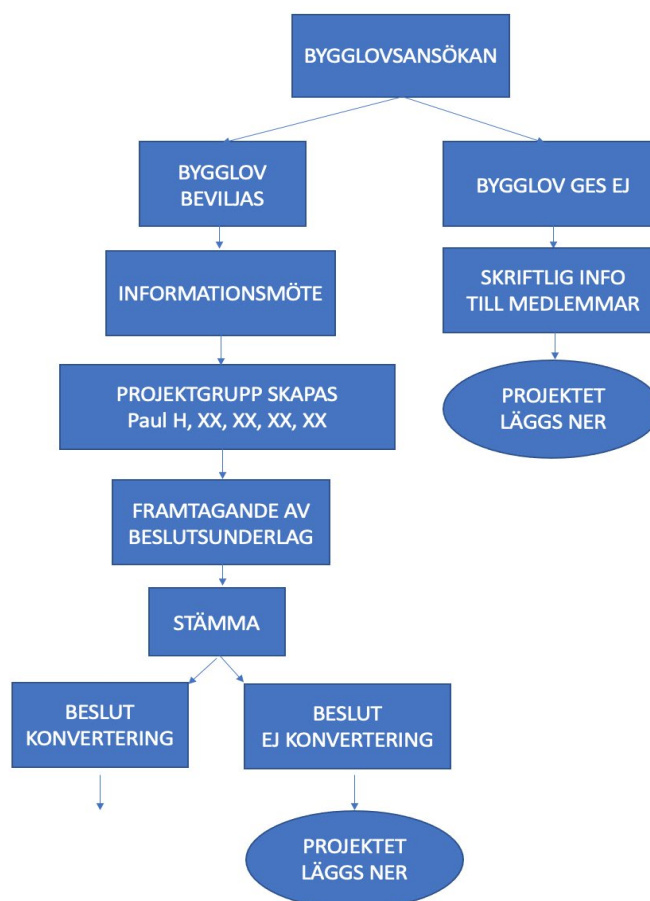 BYGGLOVSANSÖKAN
BYGGLOV
BEVILJAS
BYGGLOV GES EJ
INFORMATIONSMÖTE
SKRIFTLIG INFO
TILL MEDLEMMAR
PROJEKTGRUPP SKAPAS
Paul H, XX, XX, XX, XX
PROJEKTET
LÄGGS NER
FRAMTAGANDE AV
BESLUTSUNDERLAG
STÄMMA
BESLUT
KONVERTERING
BESLUT
EJ KONVERTERING
PROJEKTET
LÄGGS NER